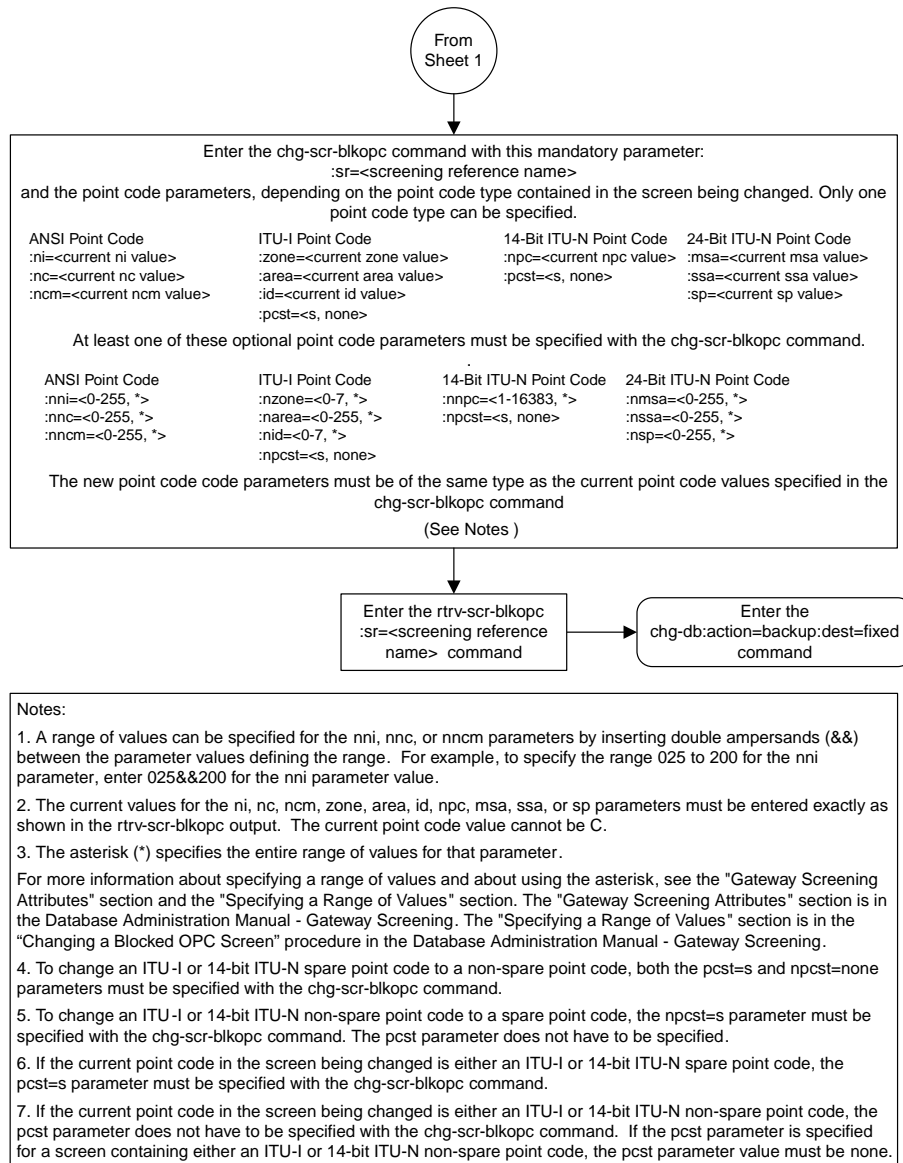 From
Sheet 1
Enter the chg-scr-blkopc command with this mandatory parameter:
:sr=<screening reference name>
and the point code parameters, depending on the point code type contained in the screen being changed. Only one
point code type can be specified.
ANSI Point Code
:ni=<current ni value>
:nc=<current nc value>
:ncm=<current ncm value>
ITU-I Point Code
:zone=<current zone value>
:area=<current area value>
:id=<current id value>
:pcst=<s, none>
14-Bit ITU-N Point Code
:npc=<current npc value>
:pcst=<s, none>
24-Bit ITU-N Point Code
:msa=<current msa value>
:ssa=<current ssa value>
:sp=<current sp value>
At least one of these optional point code parameters must be specified with the chg-scr-blkopc command.
.
ANSI Point Code
:nni=<0-255, *>
:nnc=<0-255, *>
:nncm=<0-255, *>
ITU-I Point Code
:nzone=<0-7, *>
:narea=<0-255, *>
:nid=<0-7, *>
:npcst=<s, none>
14-Bit ITU-N Point Code
:nnpc=<1-16383, *>
:npcst=<s, none>
24-Bit ITU-N Point Code
:nmsa=<0-255, *>
:nssa=<0-255, *>
:nsp=<0-255, *>
The new point code code parameters must be of the same type as the current point code values specified in the
chg-scr-blkopc command
(See Notes )
Enter the rtrv-scr-blkopc
:sr=<screening reference
name> command
Enter the
chg-db:action=backup:dest=fixed
command
Notes:
1. A range of values can be specified for the nni, nnc, or nncm parameters by inserting double ampersands (&&)
between the parameter values defining the range. For example, to specify the range 025 to 200 for the nni
parameter, enter 025&&200 for the nni parameter value.
2. The current values for the ni, nc, ncm, zone, area, id, npc, msa, ssa, or sp parameters must be entered exactly as
shown in the rtrv-scr-blkopc output. The current point code value cannot be C.
3. The asterisk (*) specifies the entire range of values for that parameter.
For more information about specifying a range of values and about using the asterisk, see the "Gateway Screening
Attributes" section and the "Specifying a Range of Values" section. The "Gateway Screening Attributes" section is in
the Database Administration Manual - Gateway Screening. The "Specifying a Range of Values" section is in the
“Changing a Blocked OPC Screen” procedure in the Database Administration Manual - Gateway Screening.
4. To change an ITU-I or 14-bit ITU-N spare point code to a non-spare point code, both the pcst=s and npcst=none
parameters must be specified with the chg-scr-blkopc command.
5. To change an ITU-I or 14-bit ITU-N non-spare point code to a spare point code, the npcst=s parameter must be
specified with the chg-scr-blkopc command. The pcst parameter does not have to be specified.
6. If the current point code in the screen being changed is either an ITU-I or 14-bit ITU-N spare point code, the
pcst=s parameter must be specified with the chg-scr-blkopc command.
7. If the current point code in the screen being changed is either an ITU-I or 14-bit ITU-N non-spare point code, the
pcst parameter does not have to be specified with the chg-scr-blkopc command. If the pcst parameter is specified
for a screen containing either an ITU-I or 14-bit ITU-N non-spare point code, the pcst parameter value must be none.